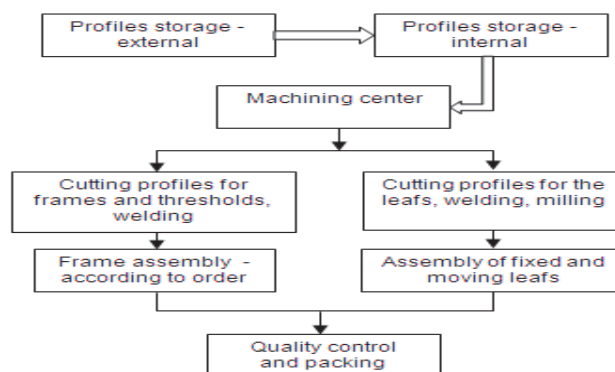 Profiles storage -
external
Profiles storage -
internal
Machining center
Cutting profiles for
frames and thresholds,
welding
Cutting profiles for the
leafs, welding, milling
Frame assembly -
according to order
Assembly of fixed and
moving leafs
Quality control
and packing